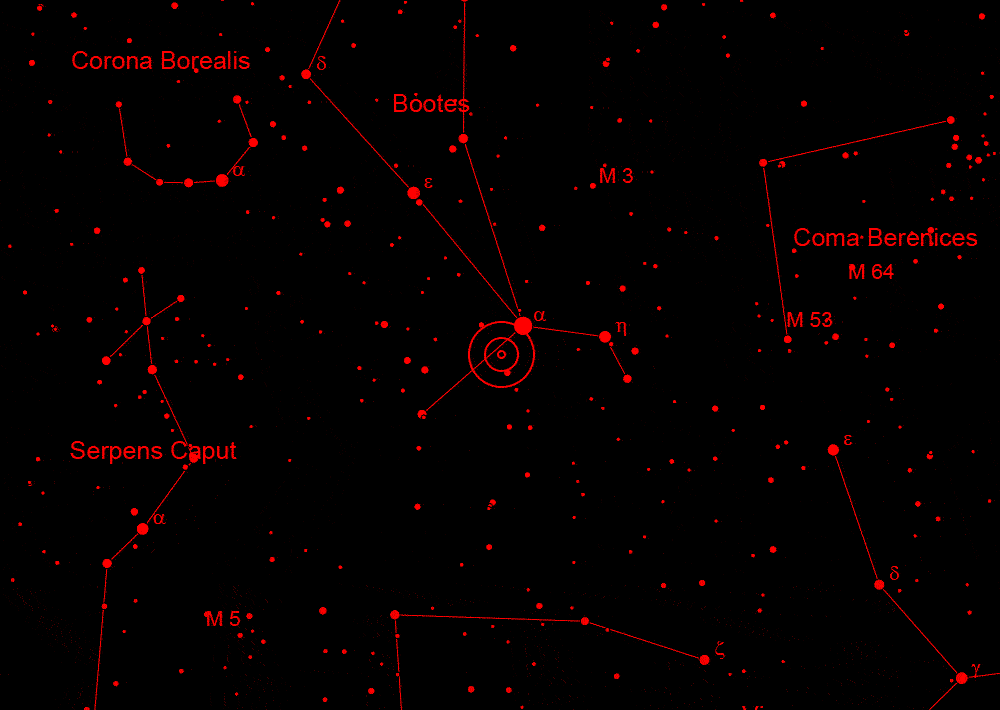 δ
Bootes
Corona Borealis
α
ε
M 3
Coma Berenices
M 64
α
η
M 53
Serpens Caput
ε
α
δ
M 5
ζ
γ